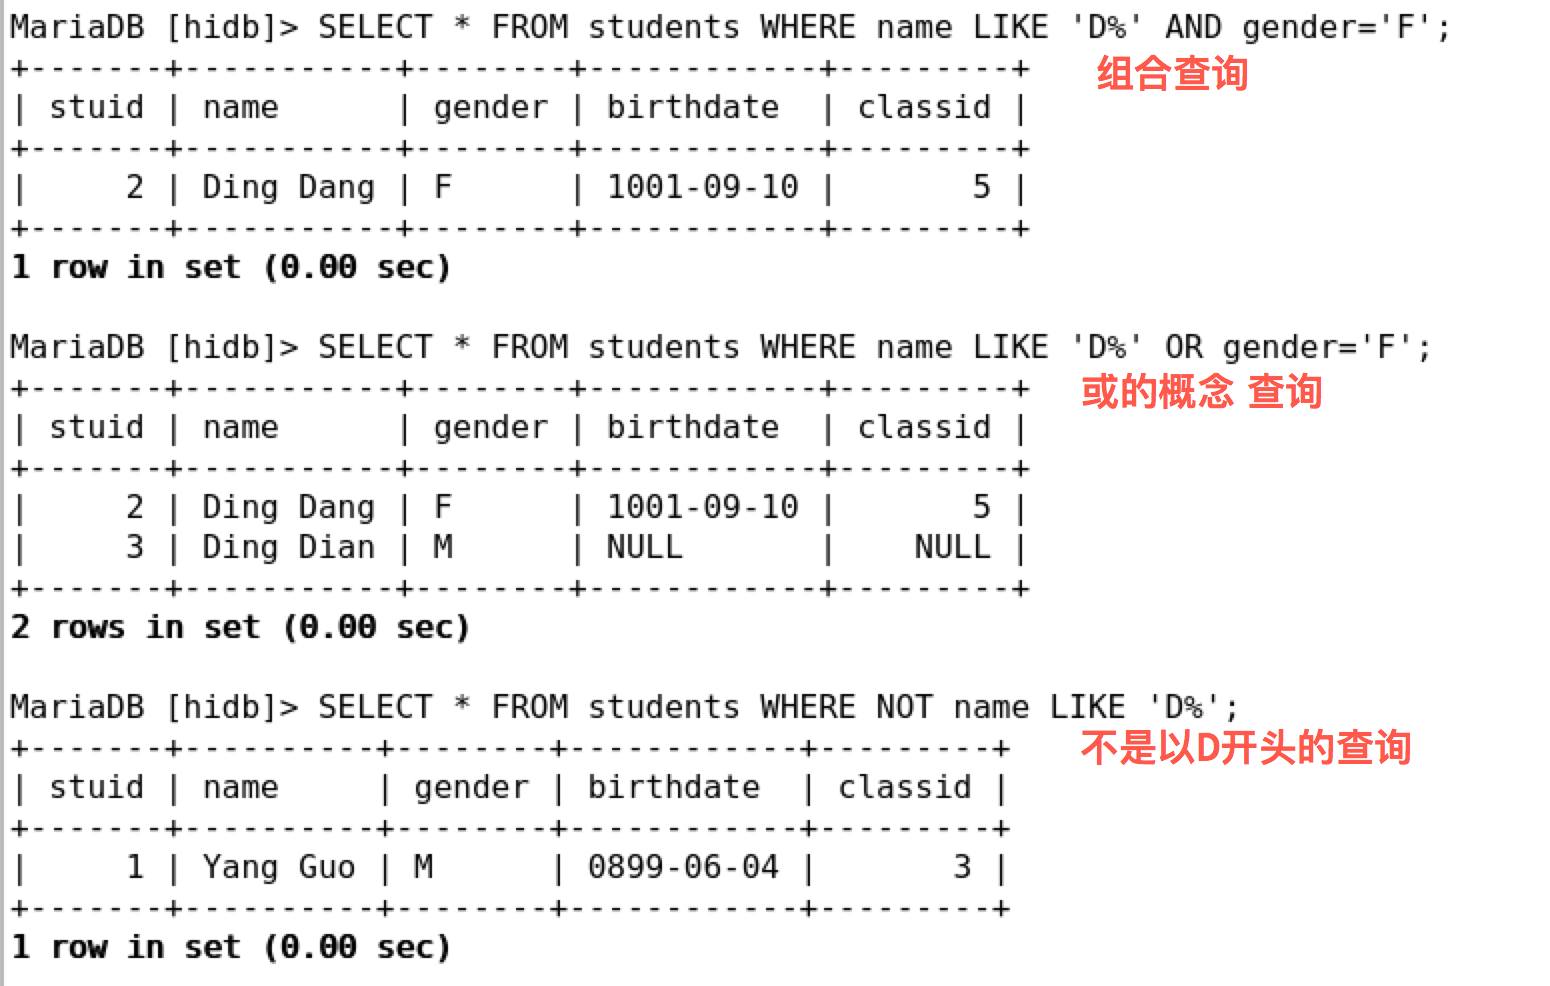 MariaDB [hidb]> SELECT * FROM students WHERE name LIKE 'D%' AND gender='F';
+-------+-----------+--------+------------+---------+
组合查询
| stuid | name      | gender | birthdate  | classid |
+-------+-----------+--------+------------+---------+
|     2 | Ding Dang | F      | 1001-09-10 |       5 |
+-------+-----------+--------+------------+---------+
1 row in set (0.00 sec)
MariaDB [hidb]> SELECT * FROM students WHERE name LIKE 'D%' OR gender='F';
+-------+-----------+--------+------------+---------+
或的概念 查询
| stuid | name      | gender | birthdate  | classid |
+-------+-----------+--------+------------+---------+
|     2 | Ding Dang | F      | 1001-09-10 |       5 |
|     3 | Ding Dian | M      | NULL       |    NULL |
+-------+-----------+--------+------------+---------+
2 rows in set (0.00 sec)
MariaDB [hidb]> SELECT * FROM students WHERE NOT name LIKE 'D%';
+-------+----------+--------+------------+---------+
不是以D开头的查询
| stuid | name     | gender | birthdate  | classid |
+-------+----------+--------+------------+---------+
|     1 | Yang Guo | M      | 0899-06-04 |       3 |
+-------+----------+--------+------------+---------+
1 row in set (0.00 sec)